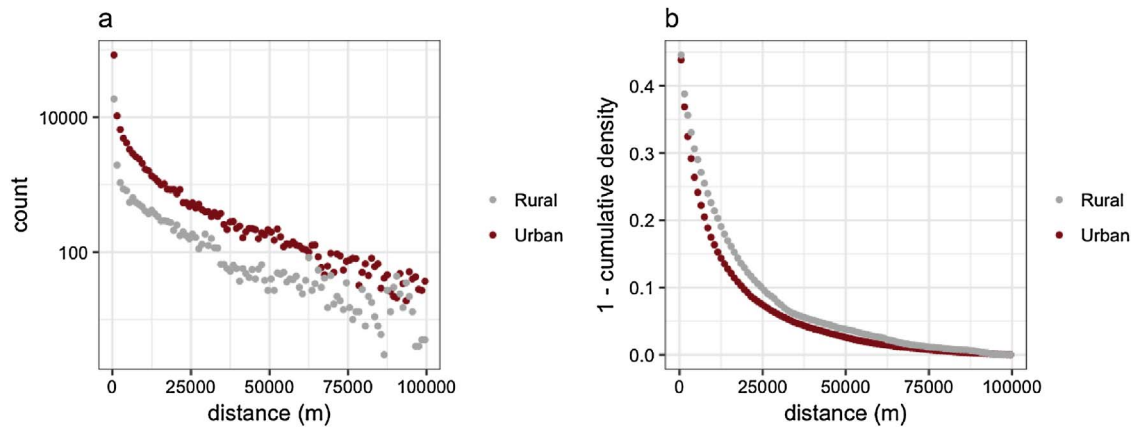 a
count
10000
100
0
25000
50000
75000
100000
distance (m)
Rural
Urban
b
1 - cumulative density
0.4
0.3
0.2
0.1
0.0
0
25000
50000
75000
100000
distance (m)
Rural
Urban